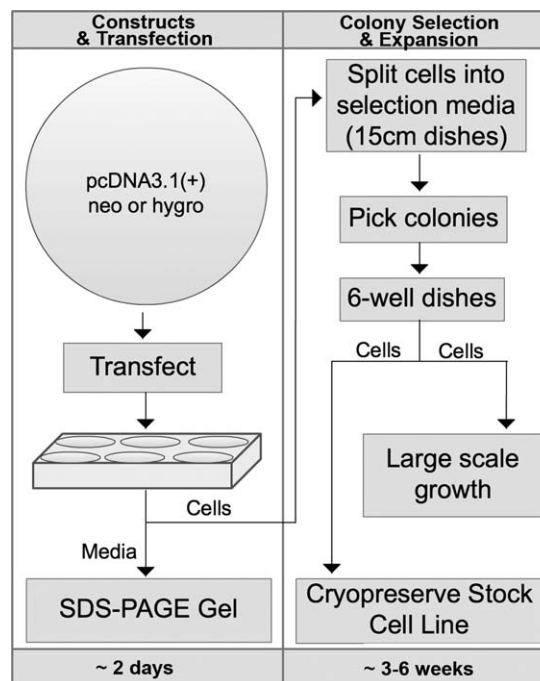 Constructs
& Transfection
pcDNA3.1(+)
neo or hygro
Transfect
Cells
Media
SDS-PAGE Gel
~ 2 days
Colony Selection
& Expansion
Split cells into
selection media
(15cm dishes)
Pick colonies
6-well dishes
Cells
Cells
Large scale
growth
Cryopreserve Stock
Cell Line
~ 3-6 weeks